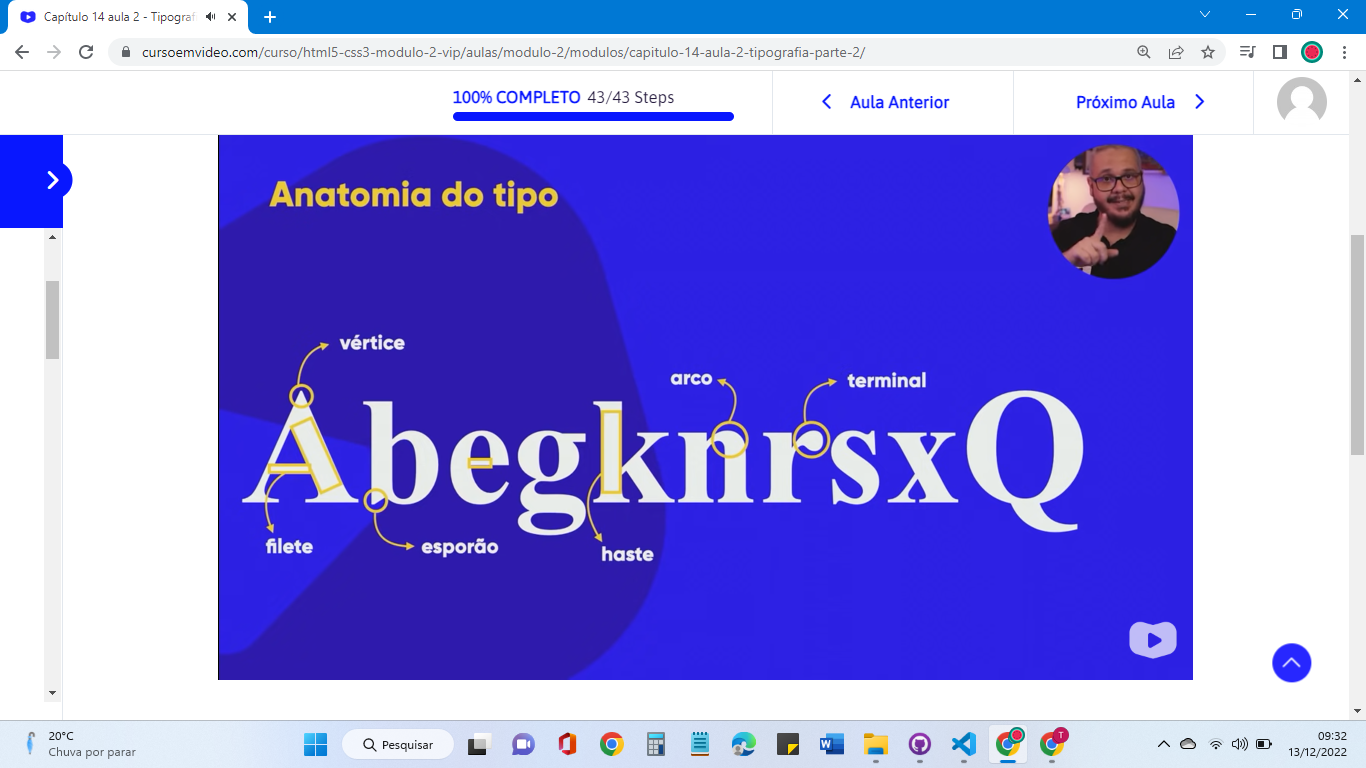 Capítulo 14 aula 2 - Tipografi
cursoemvideo.com/curso/html5-css3-modulo-2-vip/aulas/modulo-2/modulos/capitulo-14-aula-2-tipografia-parte-2/
100% COMPLETO 43/43 Steps
Aula Anterior
Próximo Aula
Anatomia do tipo
vértice
arco
terminal
AbegknrsxQ
filete
esporão
haste
20°C
Chuva por parar
Pesquisar
T
09:32
13/12/2022